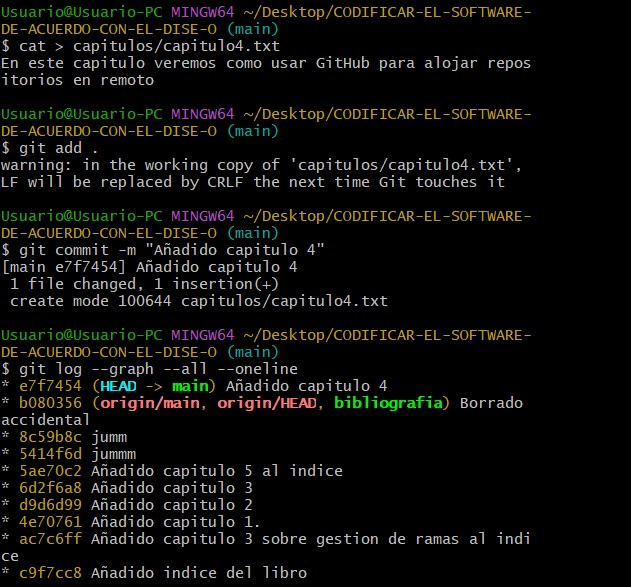 Usuario@Usuario-PC MINGW64 ~/Desktop/CODIFICAR-EL-SOFTWARE-
DE-ACUERDO-CON-EL-DISE-O (main)
$ cat > capitulos/capitulo4.txt
En este capitulo veremos como usar GitHub para alojar repos
itorios en remoto
Usuario@Usuario-PC MINGW64 ~/Desktop/CODIFICAR-EL-SOFTWARE-
DE-ACUERDO-CON-EL-DISE-O (main)
$ git add .
warning: in the working copy of 'capitulos/capitulo4.txt',
LF will be replaced by CRLF the next time Git touches it
Usuario@Usuario-PC MINGW64 ~/Desktop/CODIFICAR-EL-SOFTWARE-
DE-ACUERDO-CON-EL-DISE-O (main)
$ git commit -m "Añadido capitulo 4"
[main e7f7454] Añadido capitulo 4
 1 file changed, 1 insertion(+)
 create mode 100644 capitulos/capitulo4.txt
Usuario@Usuario-PC MINGW64 ~/Desktop/CODIFICAR-EL-SOFTWARE-
DE-ACUERDO-CON-EL-DISE-O (main)
$ git log --graph --all --oneline
* e7f7454 (HEAD -> main) Añadido capitulo 4
* b080356 (origin/main, origin/HEAD, bibliografia) Borrado
accidental
* 8c59b8c jumm
* 5414f6d jummm
* 5ae70c2 Añadido capitulo 5 al indice
* 6d2f6a8 Añadido capitulo 3
* d9d6d99 Añadido capitulo 2
* 4e70761 Añadido capitulo 1.
* ac7c6ff Añadido capitulo 3 sobre gestion de ramas al indi
ce
* c9f7cc8 Añadido indice del libro